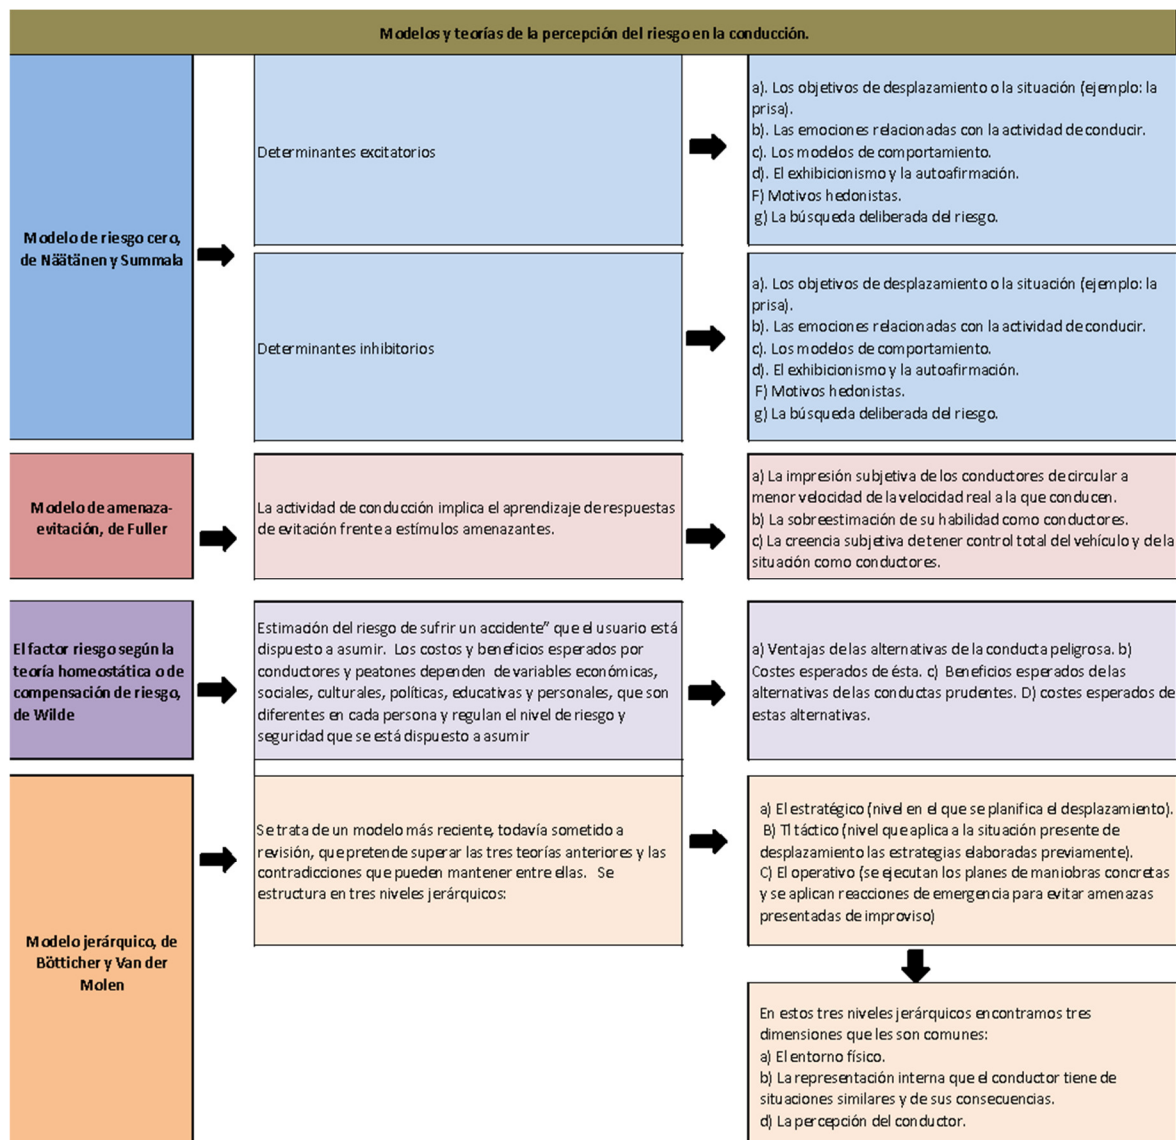 Modelos y teorías de la percepción del riesgo en la conducción.
Modelo de riesgo cero,
de Näätänen y Summala
Determinantes excitatorios
a). Los objetivos de desplazamiento o la situación (ejemplo: la
prisa).
b). Las emociones relacionadas con la actividad de conducir.
c). Los modelos de comportamiento.
d). El exhibicionismo y la autoafirmación.
F) Motivos hedonistas.
g) La búsqueda deliberada del riesgo.
Determinantes inhibitorios
a). Los objetivos de desplazamiento o la situación (ejemplo: la
prisa).
b). Las emociones relacionadas con la actividad de conducir.
c). Los modelos de comportamiento.
d). El exhibicionismo y la autoafirmación.
F) Motivos hedonistas.
g) La búsqueda deliberada del riesgo.
Modelo de amenaza-
evitación, de Fuller
La actividad de conducción implica el aprendizaje de respuestas
de evitación frente a estímulos amenazantes.
a) La impresión subjetiva de los conductores de circular a
menor velocidad de la velocidad real a la que conducen.
b) La sobreestimación de su habilidad como conductores.
c) La creencia subjetiva de tener control total del vehículo y de la
situación como conductores.
El factor riesgo según la
teoría homeostática o de
compensación de riesgo,
de Wilde
Estimación del riesgo de sufrir un accidente" que el usuario está
dispuesto a asumir. Los costos y beneficios esperados por
conductores y peatones dependen de variables económicas,
sociales, culturales, políticas, educativas y personales, que son
diferentes en cada persona y regulan el nivel de riesgo y
seguridad que se está dispuesto a asumir
a) Ventajas de las alternativas de la conducta peligrosa. b)
Costes esperados de ésta. c) Beneficios esperados de las
alternativas de las conductas prudentes. D) costes esperados de
estas alternativas.
Modelo jerárquico, de
Bötticher y Van der
Molen
Se trata de un modelo más reciente, todavía sometido a
revisión, que pretende superar las tres teorías anteriores y las
contradicciones que pueden mantener entre ellas. Se
estructura en tres niveles jerárquicos:
a) El estratégico (nivel en el que se planifica el desplazamiento).
B) Tl táctico (nivel que aplica a la situación presente de
desplazamiento las estrategias elaboradas previamente).
C) El operativo (se ejecutan los planes de maniobras concretas
y se aplican reacciones de emergencia para evitar amenazas
presentadas de improviso)
En estos tres niveles jerárquicos encontramos tres
dimensiones que les son comunes:
a) El entorno físico.
b) La representación interna que el conductor tiene de
situaciones similares y de sus consecuencias.
d) La percepción del conductor.